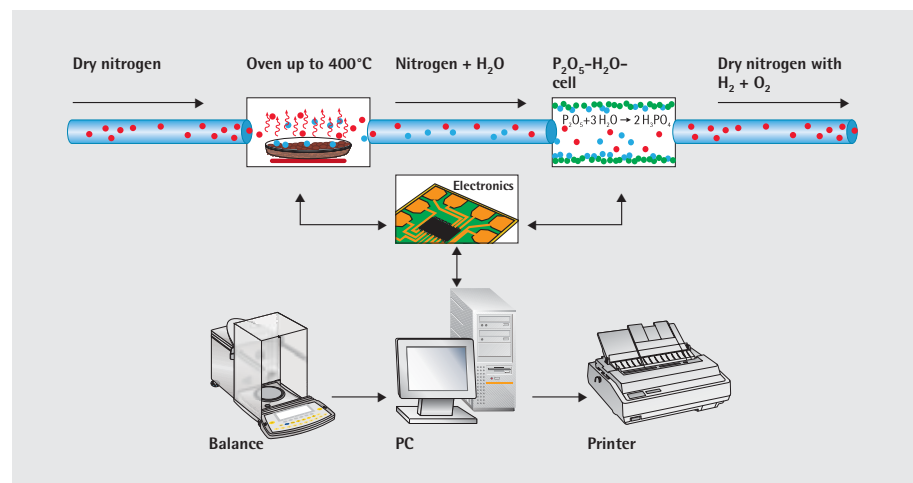 Dry nitrogen
Oven up to 400°C
Nitrogen + H₂O
P₂O₅-H₂O-
cell
Dry nitrogen with
H₂ + O₂
P₂O₅+3 H₂O → 2 H₃PO₄
Electronics
Balance
PC
Printer